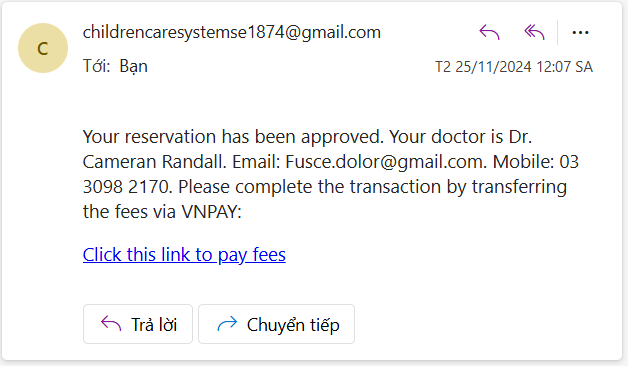 C
childrencaresystemse1874@gmail.com
Tới: Bạn
T2 25/11/2024 12:07 SA
Your reservation has been approved. Your doctor is Dr.
Cameran Randall. Email: Fusce.dolor@gmail.com. Mobile: 03
3098 2170. Please complete the transaction by transferring
the fees via VNPAY:
Click this link to pay fees
Trả lời
Chuyển tiếp